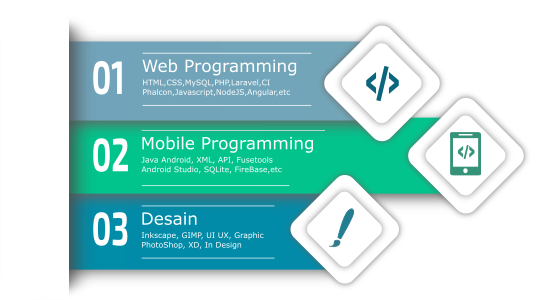 01
Web Programming
HTML,CSS,MySQL,PHP,Laravel,CI
Phalcon,Javascript,NodeJS,Angular,etc
</>
02
Mobile Programming
Java Android, XML, API, Fusetools
Android Studio, SQLite, FireBase,etc
</>
03
Desain
Inkscape, GIMP, UI UX, Graphic
PhotoShop, XD, In Design